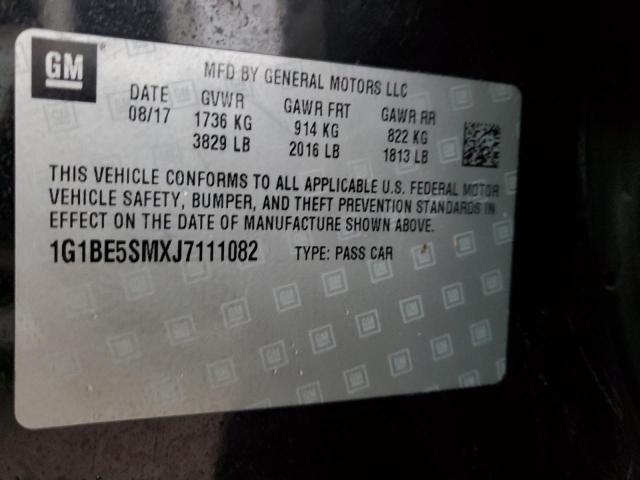 GM ®
MFD BY GENERAL MOTORS LLC
DATE GVWR GAWR FRT GAWR RR
08/17 1736 KG 914 KG 822 KG
3829 LB 2016 LB 1813 LB
THIS VEHICLE CONFORMS TO ALL APPLICABLE U.S. FEDERAL MOTOR
VEHICLE SAFETY, BUMPER, AND THEFT PREVENTION STANDARDS IN
EFFECT ON THE DATE OF MANUFACTURE SHOWN ABOVE.
1G1BE5SMXJ7111082 TYPE: PASS CAR